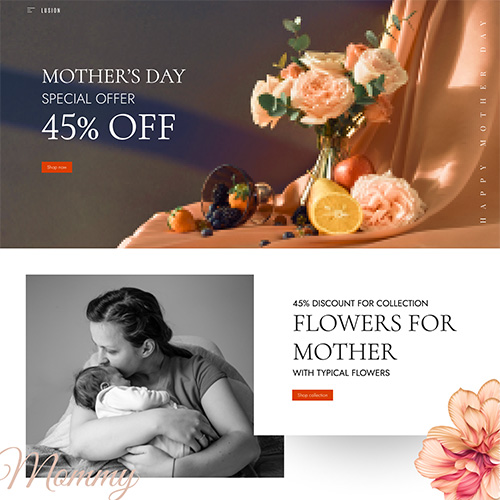 LUSION
MOTHER'S DAY
SPECIAL OFFER
45% OFF
Shop now
HAPPY MOTHER DAY
45% DISCOUNT FOR COLLECTION
FLOWERS FOR
MOTHER
WITH TYPICAL FLOWERS
Shop collection
Mommy